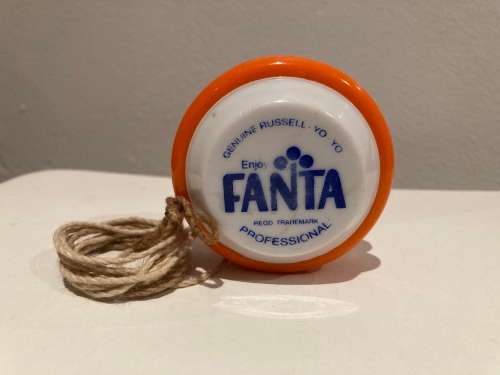 GENUINE RUSSELL · YO · YO
Enjoy
FANTA
REGD. TRADEMARK
PROFESSIONAL